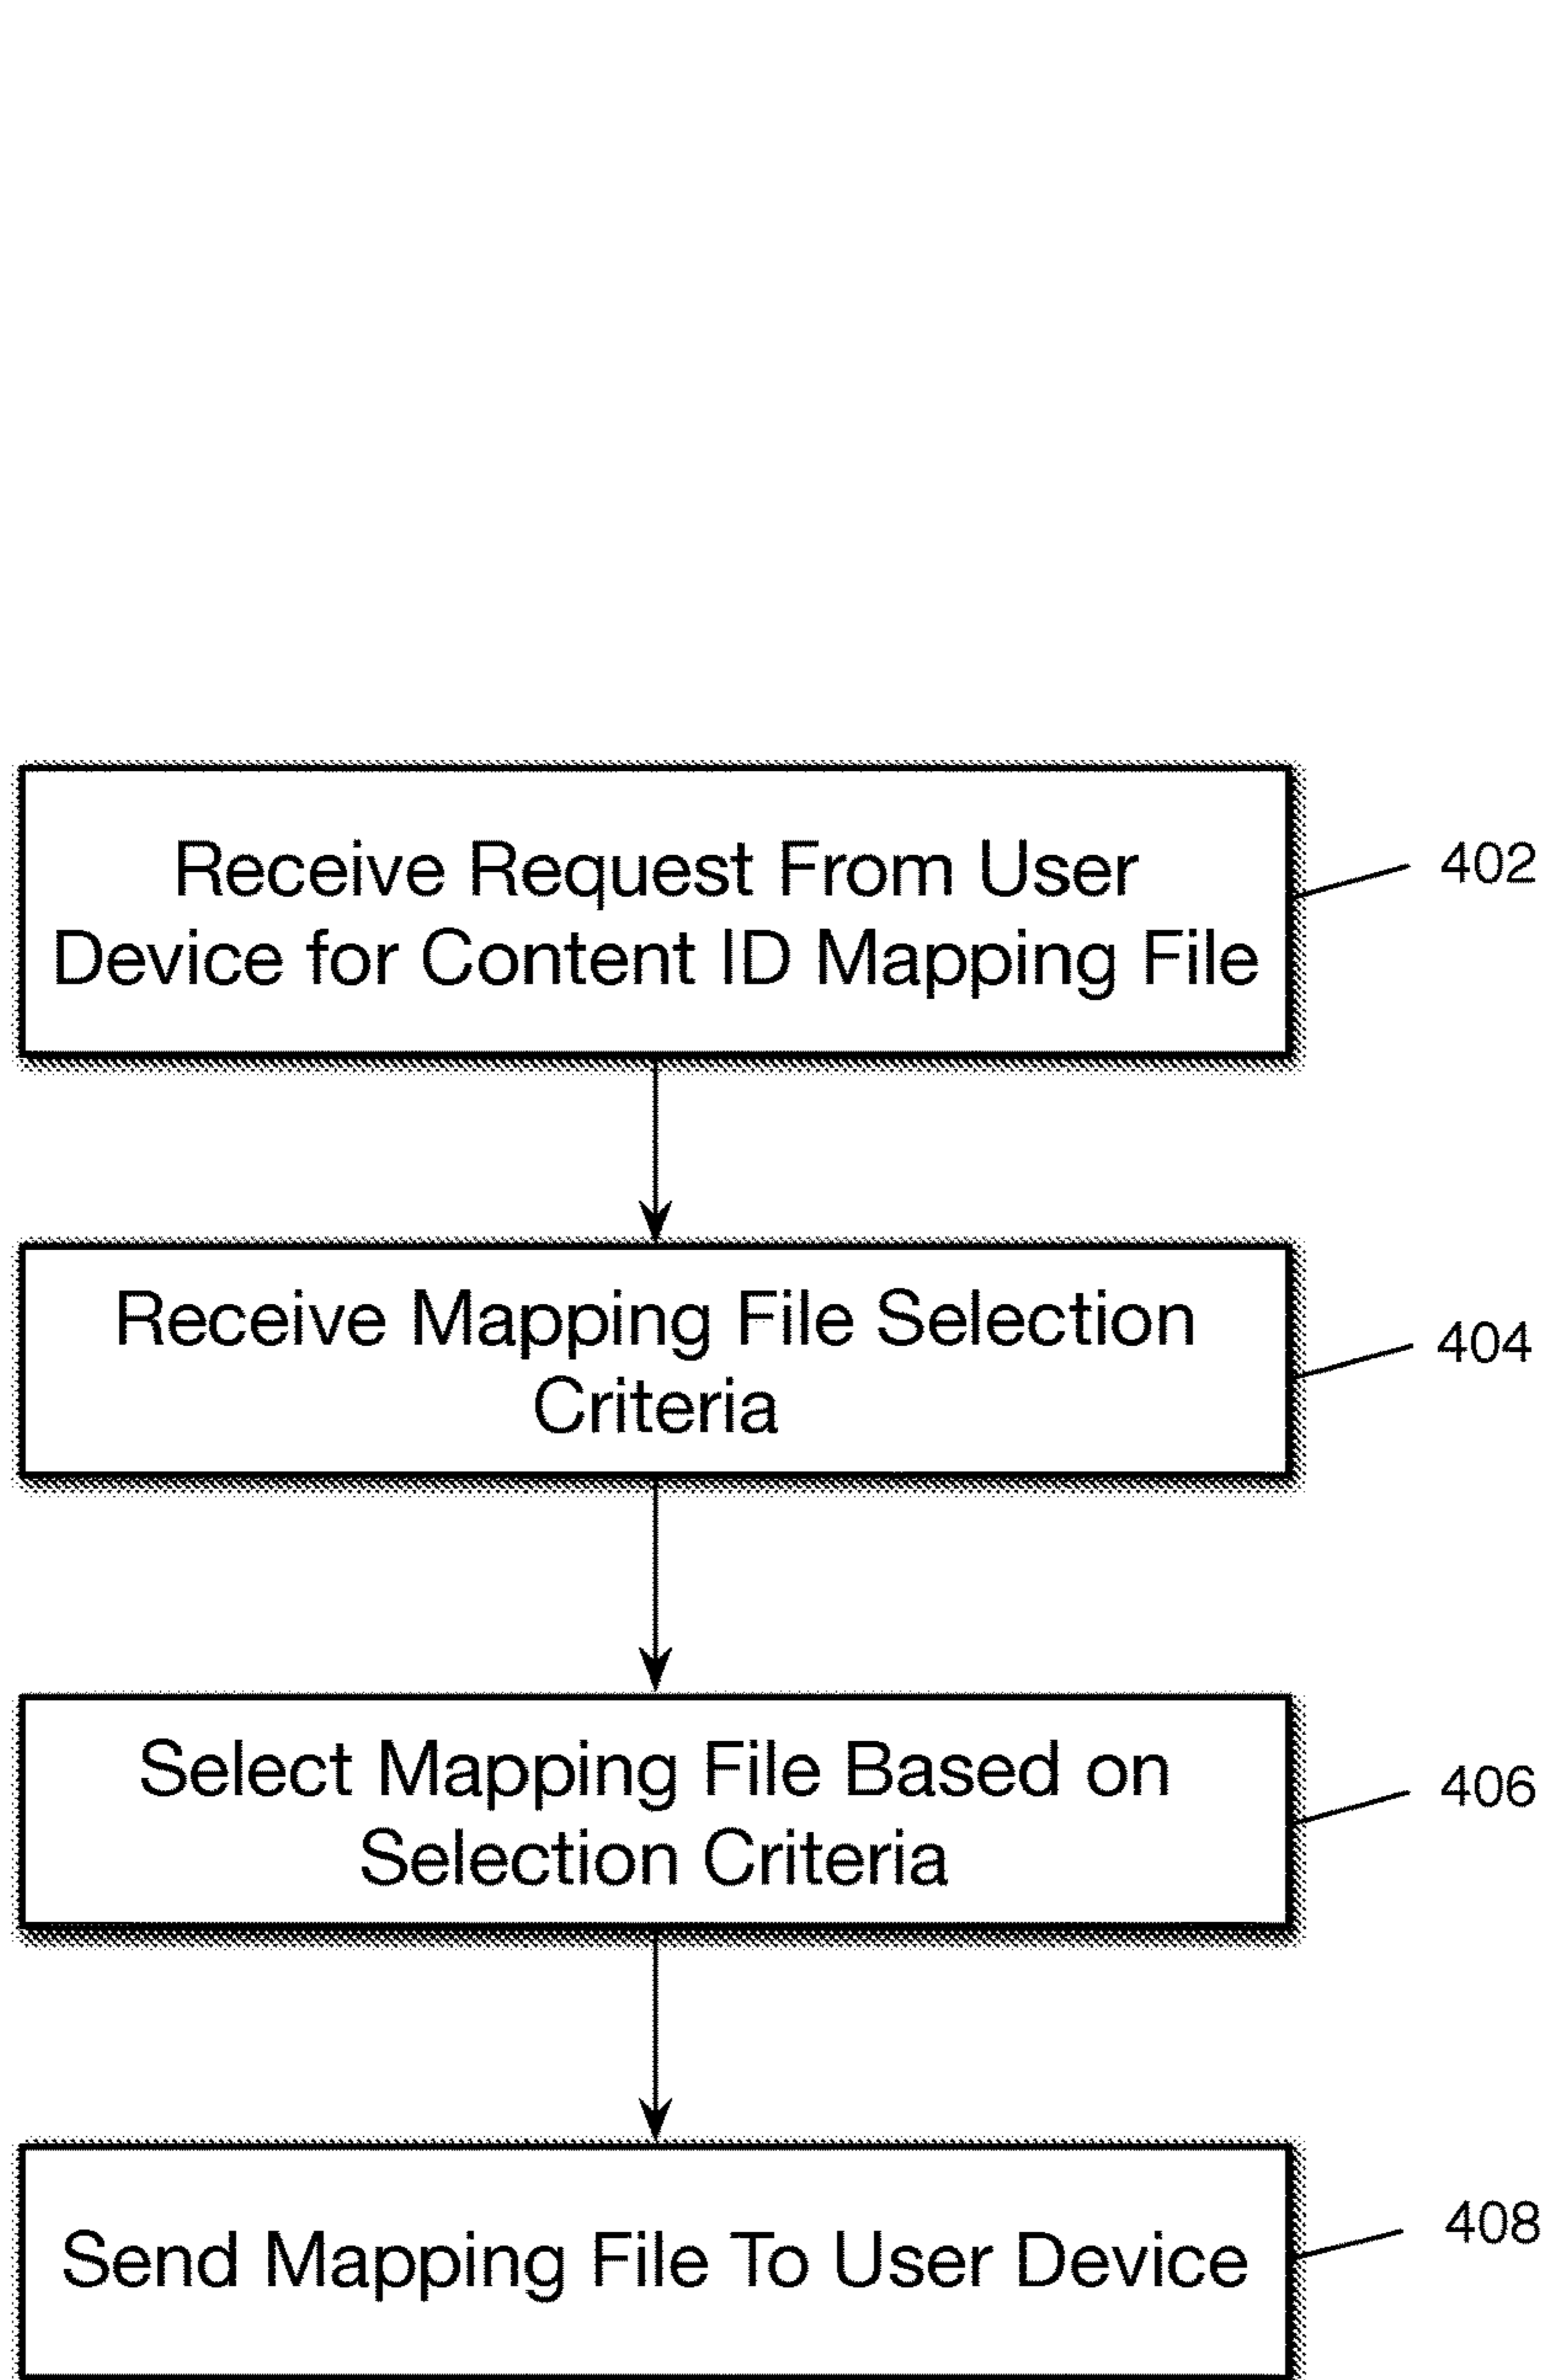 Receive Request From User
Device for Content ID Mapping File
402
Receive Mapping File Selection
Criteria
404
Select Mapping File Based on
Selection Criteria
406
Send Mapping File To User Device
408